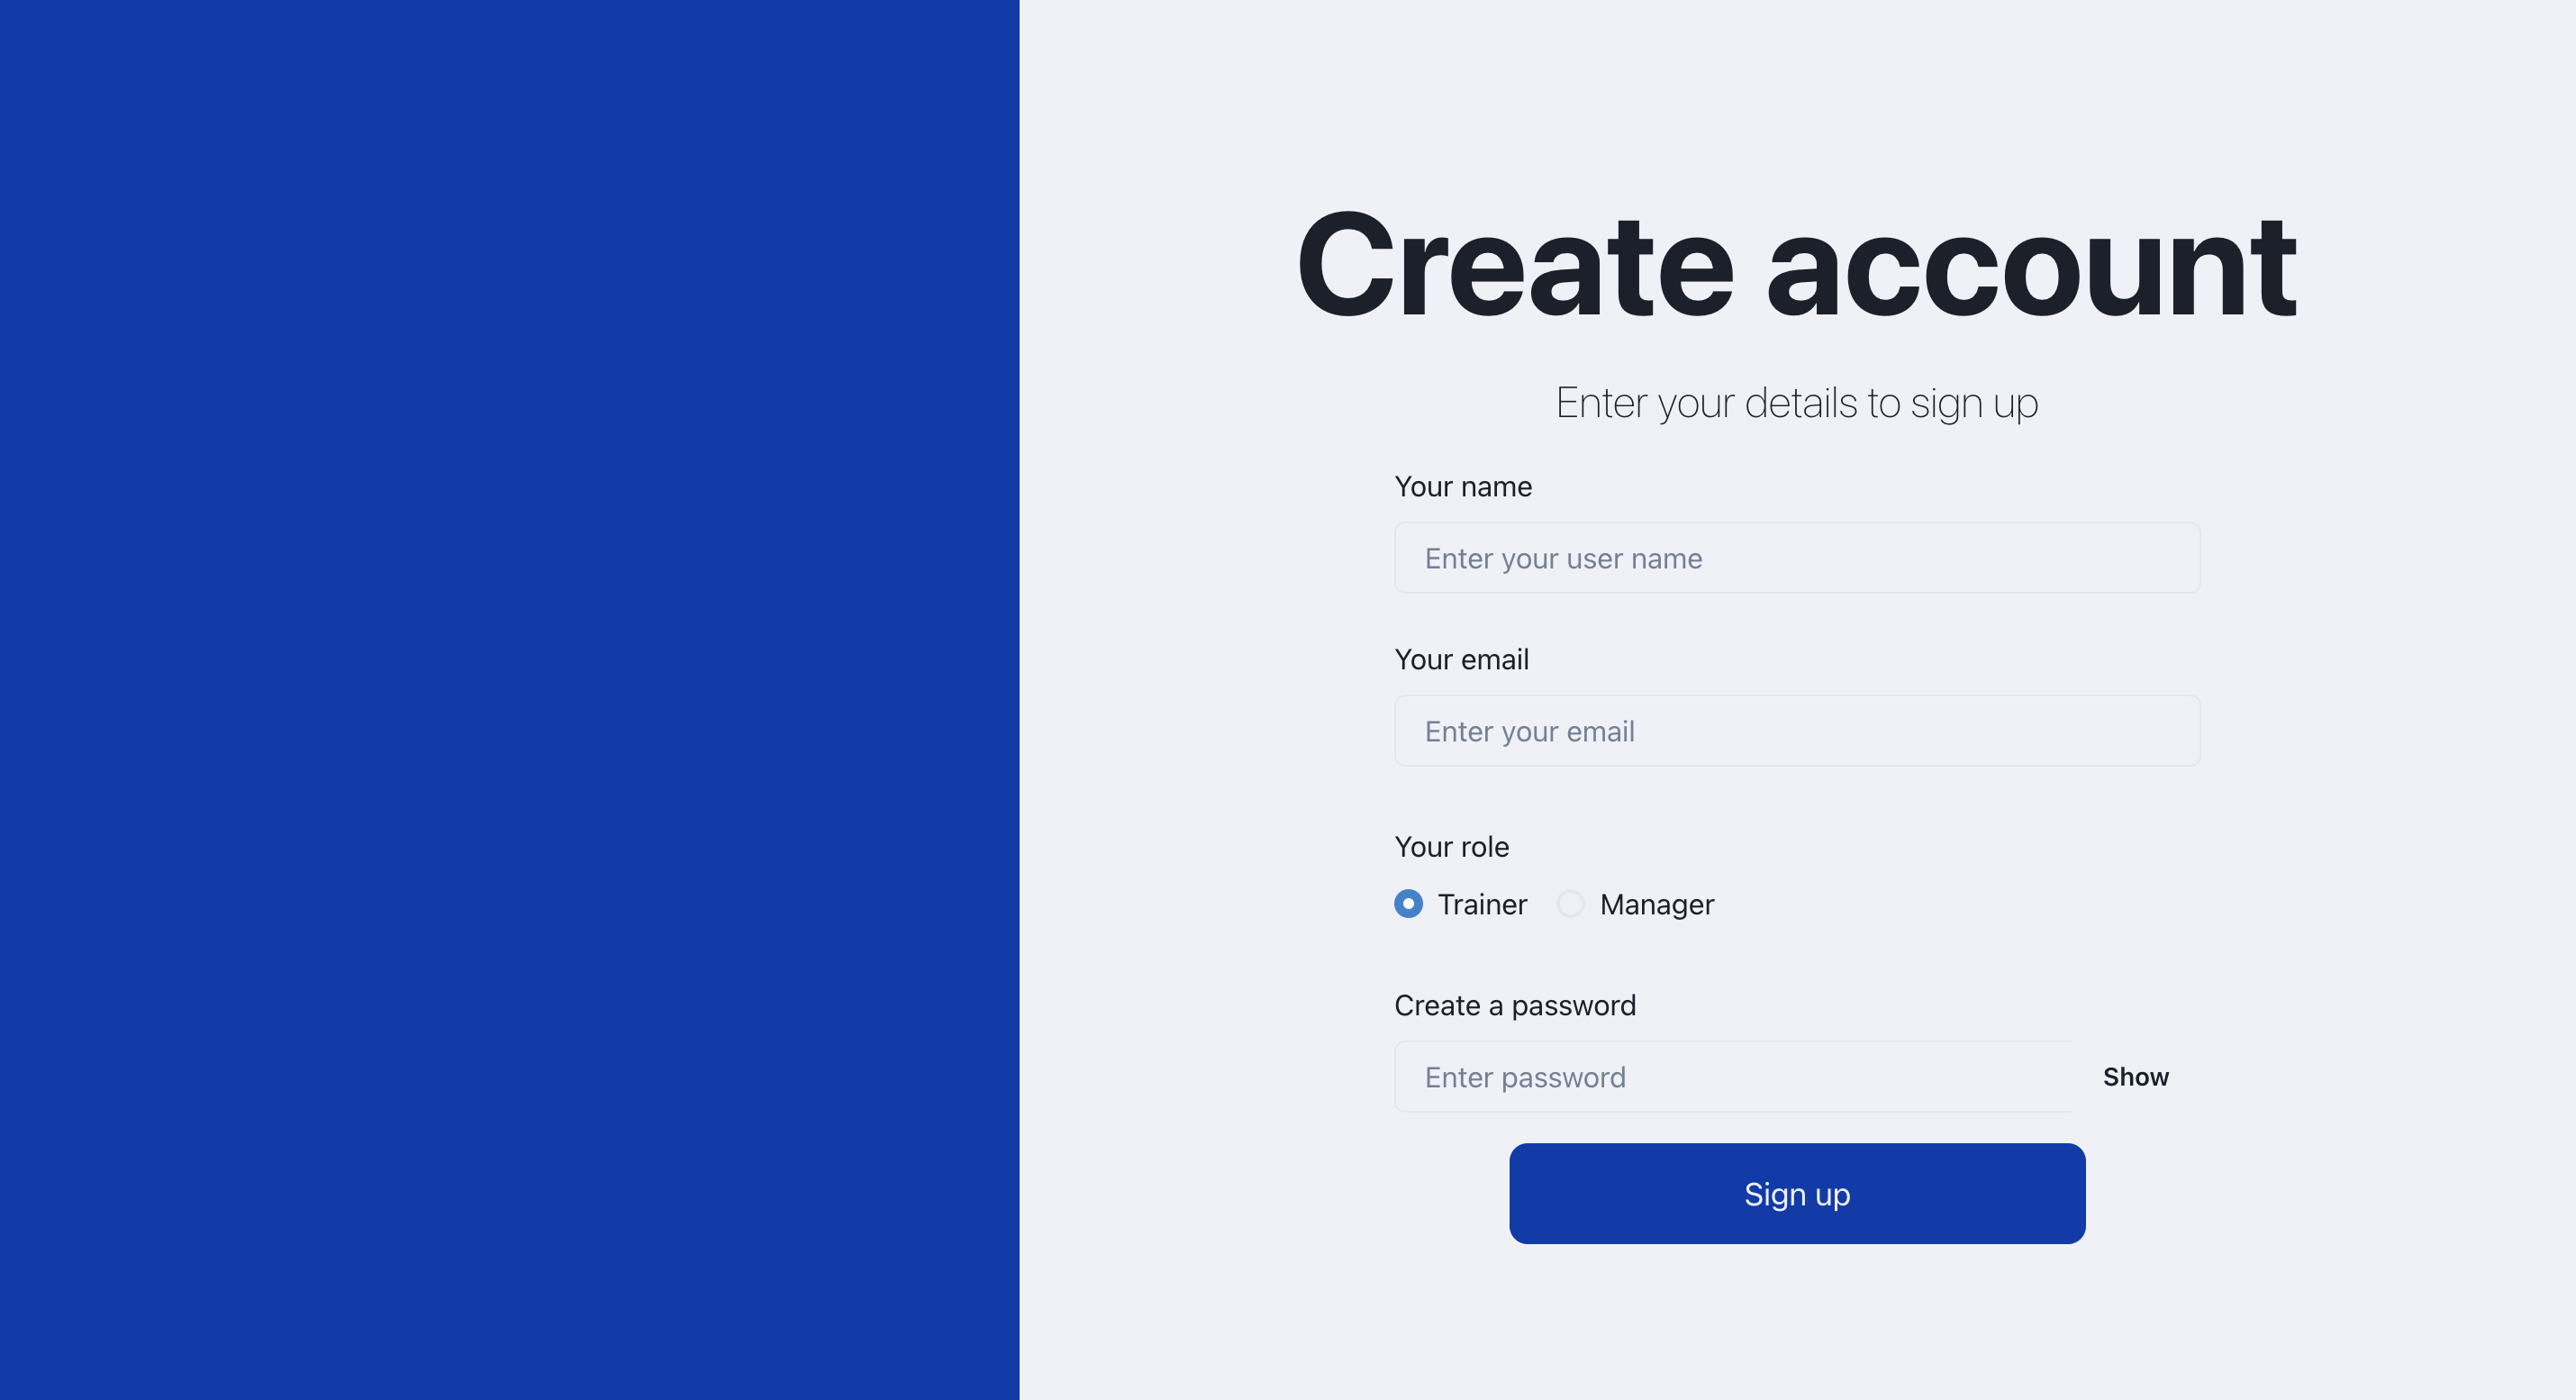 Create account
Enter your details to sign up
Your name
Enter your user name
Your email
Enter your email
Your role
Trainer Manager
Create a password
Enter password Show
Sign up